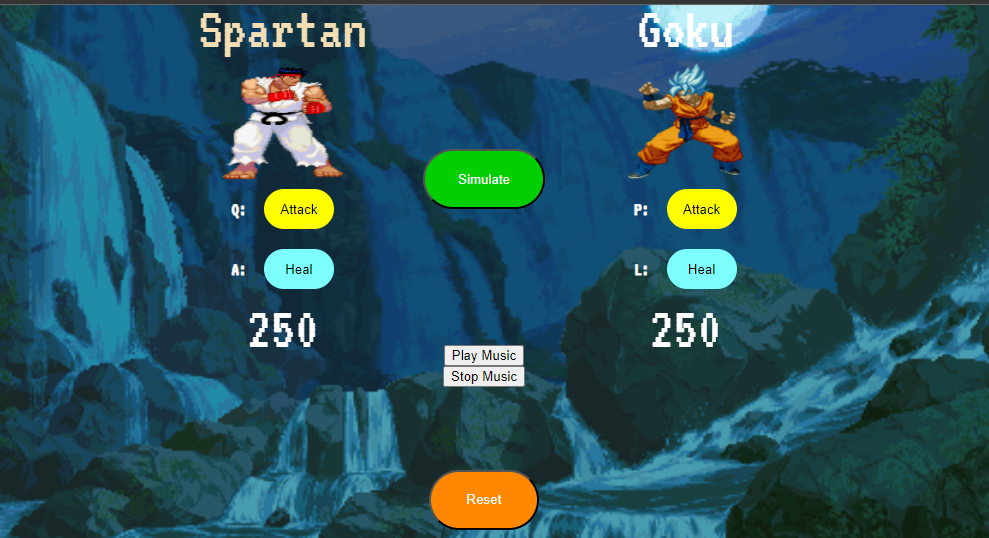 Spartan Goku
Simulate
Q: Attack P: Attack
A: Heal L: Heal
250 250
Play Music
Stop Music
Reset